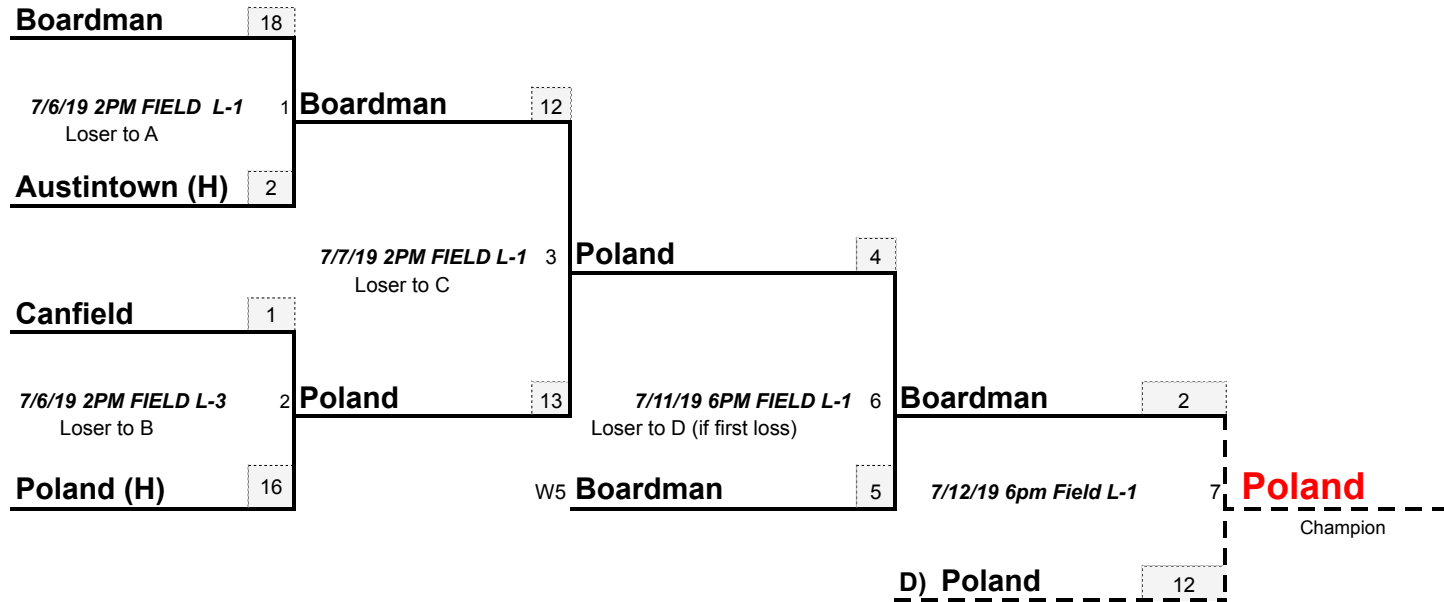 Boardman 18
7/6/19 2PM FIELD L-1 1 Boardman 12
Loser to A
Austintown (H) 2
7/7/19 2PM FIELD L-1 3 Poland 4
Loser to C
Canfield 1
7/6/19 2PM FIELD L-3 2 Poland 13 7/11/19 6PM FIELD L-1 6 Boardman 2
Loser to B Loser to D (if first loss)
Poland (H) 16 W5 Boardman 5 7/12/19 6pm Field L-1 7 Poland
Champion
D) Poland 12